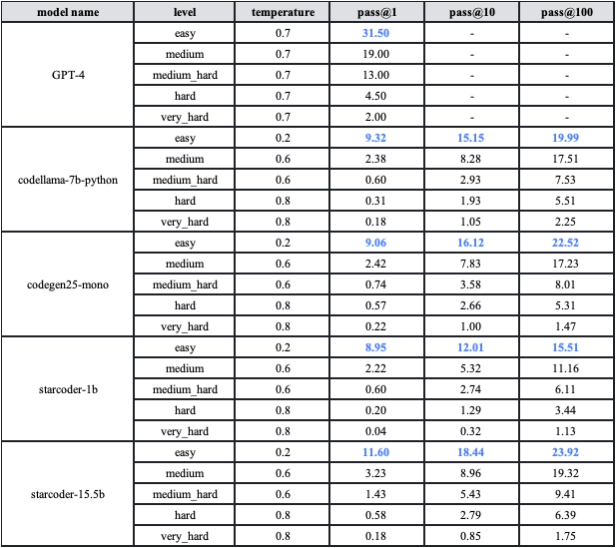 model name level temperature pass@1 pass@10 pass@100
GPT-4 easy 0.7 31.50 - -
medium 0.7 19.00 - -
medium_hard 0.7 13.00 - -
hard 0.7 4.50 - -
very_hard 0.7 2.00 - -
codellama-7b-python easy 0.2 9.32 15.15 19.99
medium 0.6 2.38 8.28 17.51
medium_hard 0.6 0.60 2.93 7.53
hard 0.8 0.31 1.93 5.51
very_hard 0.8 0.18 1.05 2.25
codegen25-mono easy 0.2 9.06 16.12 22.52
medium 0.6 2.42 7.83 17.23
medium_hard 0.6 0.74 3.58 8.01
hard 0.8 0.57 2.66 5.31
very_hard 0.8 0.22 1.00 1.47
starcoder-1b easy 0.2 8.95 12.01 15.51
medium 0.6 2.22 5.32 11.16
medium_hard 0.6 0.60 2.74 6.11
hard 0.8 0.20 1.29 3.44
very_hard 0.8 0.04 0.32 1.13
starcoder-15.5b easy 0.2 11.60 18.44 23.92
medium 0.6 3.23 8.96 19.32
medium_hard 0.6 1.43 5.43 9.41
hard 0.8 0.58 2.79 6.39
very_hard 0.8 0.18 0.85 1.75